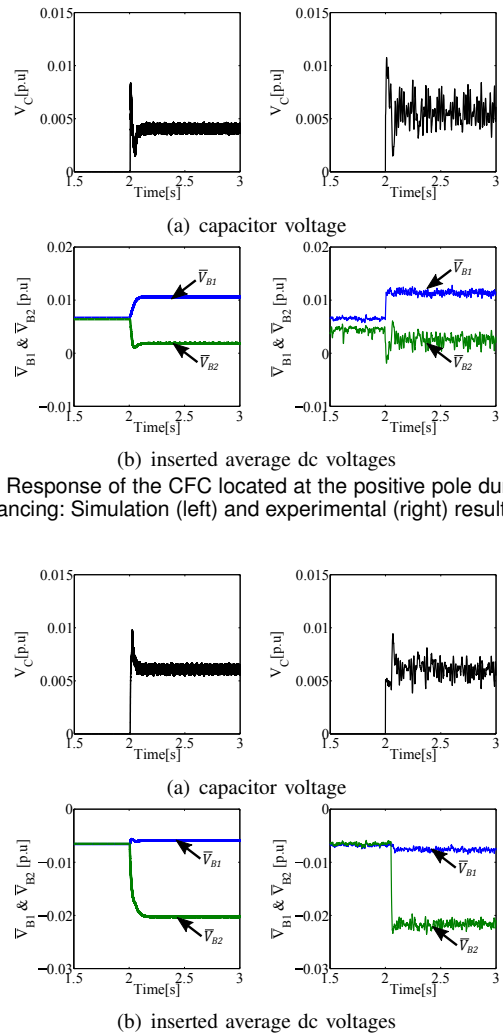 0.015
0.01
0.005
0
V_C[p.u]
1.5 2 2.5 3
Time[s]
0.015
0.01
0.005
0
V_C[p.u]
1.5 2 2.5 3
Time[s]
(a) capacitor voltage
0.02
0.01
0
−0.01
V̅_B1 & V̅_B2 [p.u]
V̅_B1
V̅_B2
1.5 2 2.5 3
Time[s]
0.02
0.01
0
−0.01
V̅_B1 & V̅_B2 [p.u]
V̅_B1
V̅_B2
1.5 2 2.5 3
Time[s]
(b) inserted average dc voltages
Response of the CFC located at the positive pole du
ancing: Simulation (left) and experimental (right) result
0.015
0.01
0.005
0
V_C[p.u]
1.5 2 2.5 3
Time[s]
0.015
0.01
0.005
0
V_C[p.u]
1.5 2 2.5 3
Time[s]
(a) capacitor voltage
0
−0.01
−0.02
−0.03
V̅_B1 & V̅_B2 [p.u]
V̅_B1
V̅_B2
1.5 2 2.5 3
Time[s]
0
−0.01
−0.02
−0.03
V̅_B1 & V̅_B2 [p.u]
V̅_B1
V̅_B2
1.5 2 2.5 3
Time[s]
(b) inserted average dc voltages